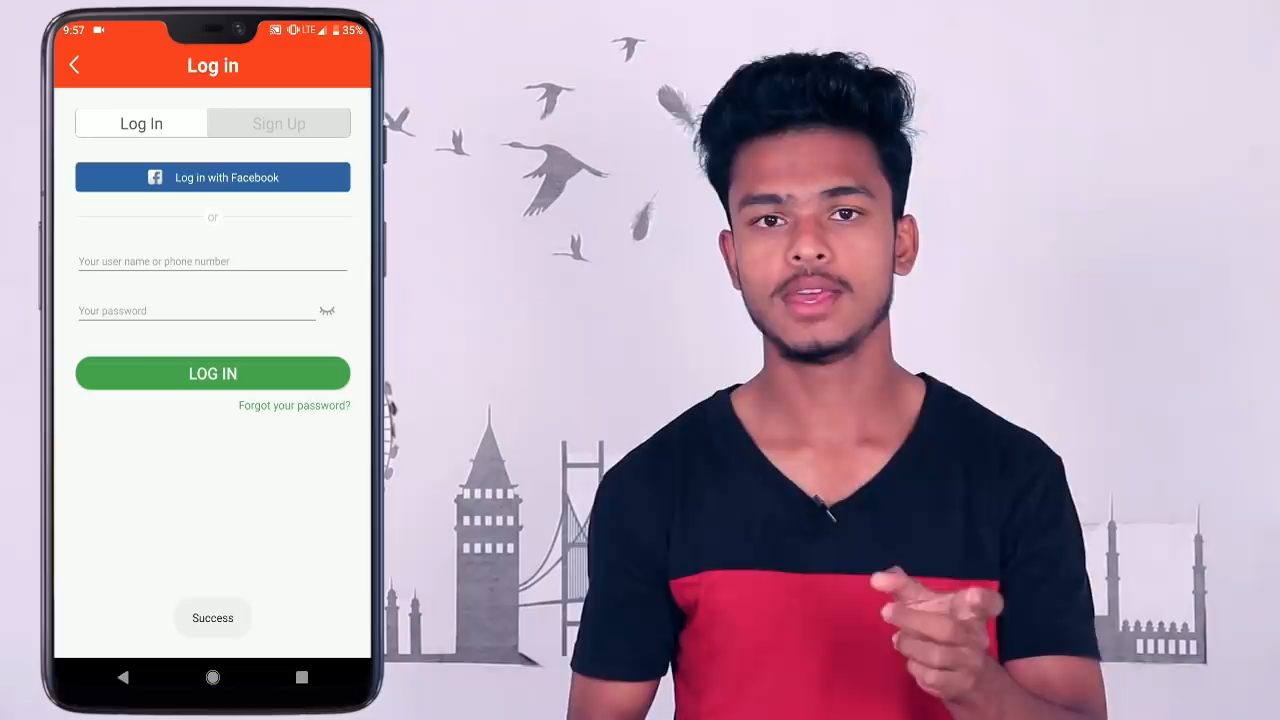 9:57 LTE 35%
Log in
Log In Sign Up
Log in with Facebook
or
Your user name or phone number
Your password
LOG IN
Forgot your password?
Success